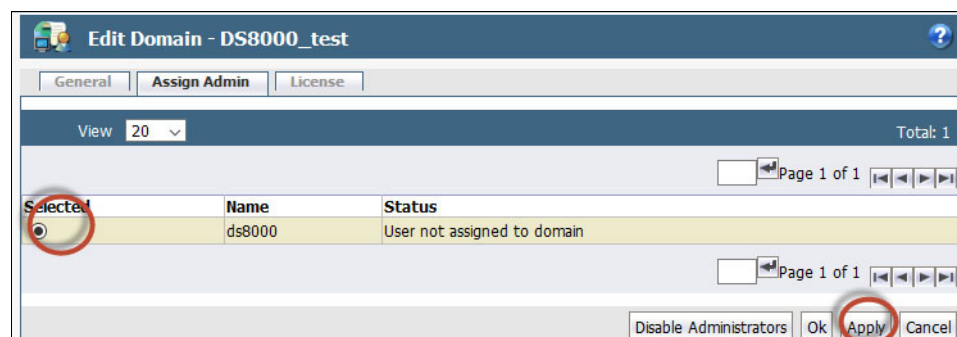 Edit Domain - DS8000_test
?
General Assign Admin License
View 20 Total: 1
Page 1 of 1
Selected Name Status
ds8000 User not assigned to domain
Page 1 of 1
Disable Administrators Ok Apply Cancel